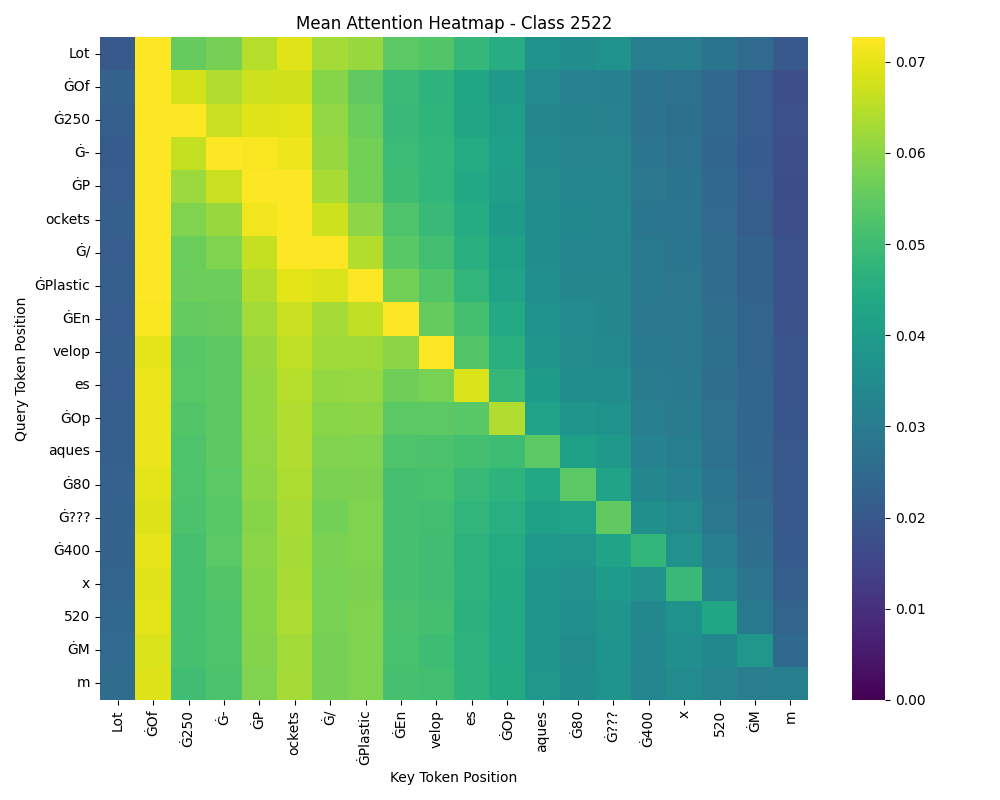 Mean Attention Heatmap - Class 2522
Query Token Position
Lot
ĠOf
Ġ250
Ġ-
ĠP
ockets
Ġ/
ĠPlastic
ĠEn
velop
es
ĠOp
aques
Ġ80
Ġ???
Ġ400
x
520
ĠM
m
Lot
ĠOf
Ġ250
Ġ-
ĠP
ockets
Ġ/
ĠPlastic
ĠEn
velop
es
ĠOp
aques
Ġ80
Ġ???
Ġ400
x
520
ĠM
m
Key Token Position
0.07
0.06
0.05
0.04
0.03
0.02
0.01
0.00